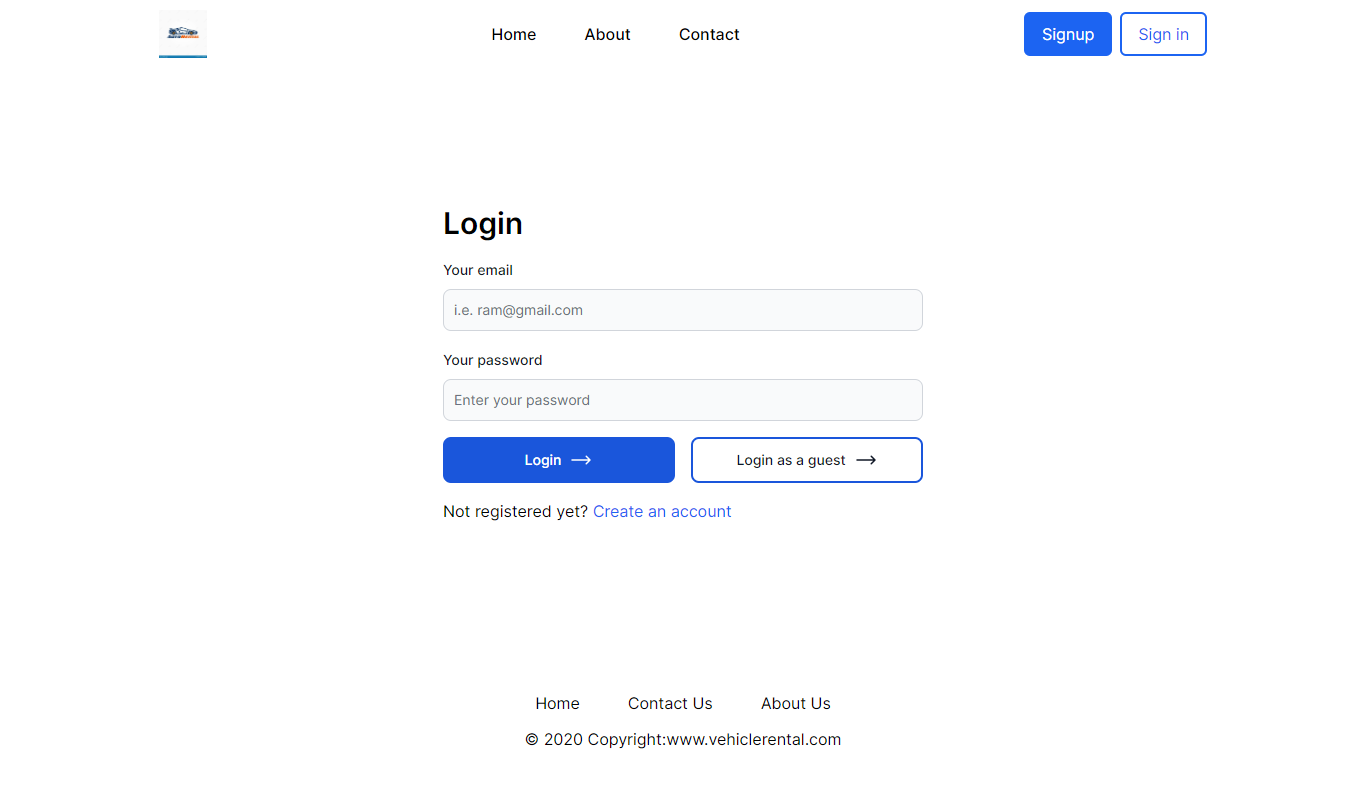 Home About Contact Signup Sign in
Login
Your email
i.e. ram@gmail.com
Your password
Enter your password
Login Login as a guest
Not registered yet? Create an account
Home Contact Us About Us
© 2020 Copyright:www.vehiclerental.com